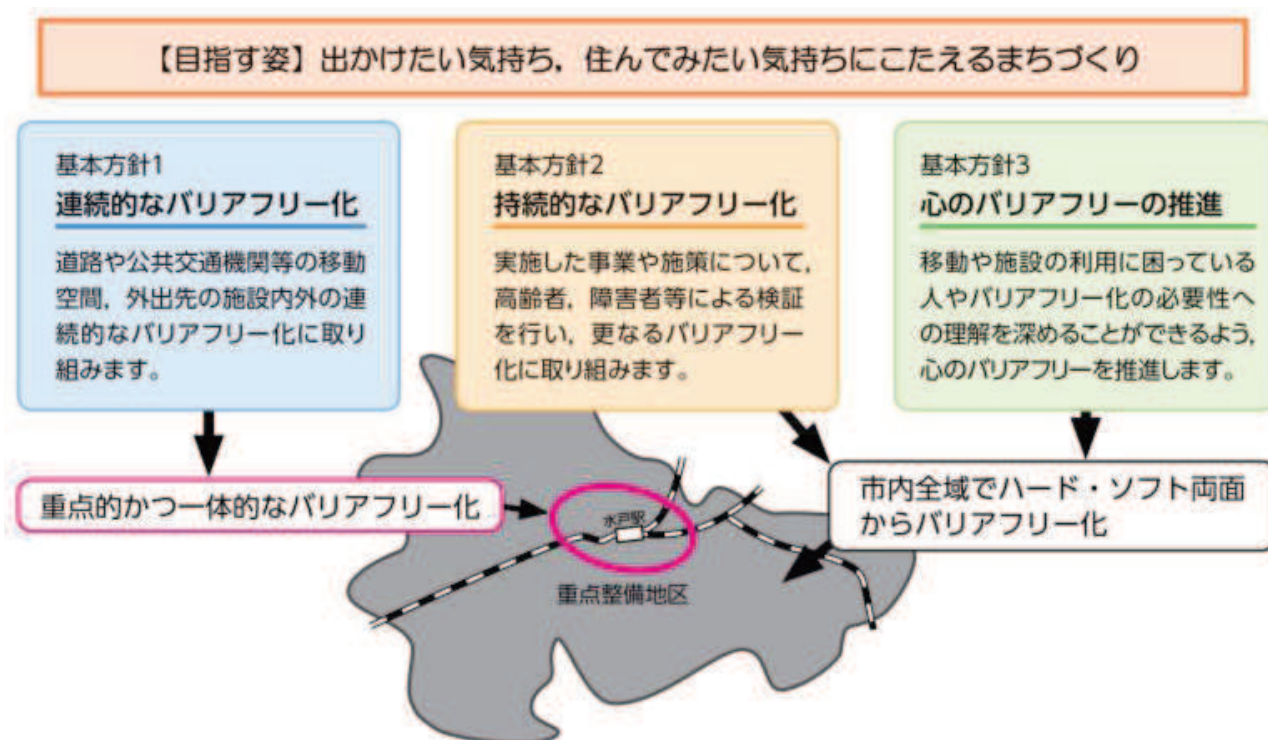 【目指す姿】出かけたい気持ち，住んでみたい気持ちにこたえるまちづくり
基本方針1
連続的なバリアフリー化
道路や公共交通機関等の移動
空間，外出先の施設内外の連
続的なバリアフリー化に取り
組みます。
基本方針2
持続的なバリアフリー化
実施した事業や施策について，
高齢者，障害者等による検証
を行い，更なるバリアフリー
化に取り組みます。
基本方針3
心のバリアフリーの推進
移動や施設の利用に困っている
人やバリアフリー化の必要性へ
の理解を深めることができるよう，
心のバリアフリーを推進します。
重点的かつ一体的なバリアフリー化
市内全域でハード・ソフト両面
からバリアフリー化
水戸駅
重点整備地区